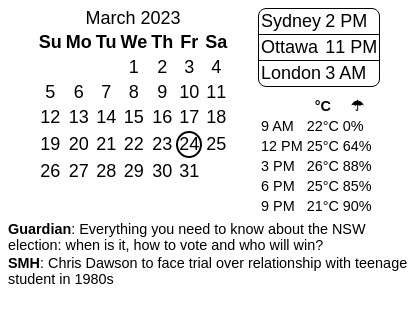 March 2023
Su Mo Tu We Th Fr Sa
1 2 3 4
5 6 7 8 9 10 11
12 13 14 15 16 17 18
19 20 21 22 23 24 25
26 27 28 29 30 31
Sydney 2 PM
Ottawa 11 PM
London 3 AM
°C ☂
9 AM 22°C 0%
12 PM 25°C 64%
3 PM 26°C 88%
6 PM 25°C 85%
9 PM 21°C 90%
Guardian: Everything you need to know about the NSW
election: when is it, how to vote and who will win?
SMH: Chris Dawson to face trial over relationship with teenage
student in 1980s